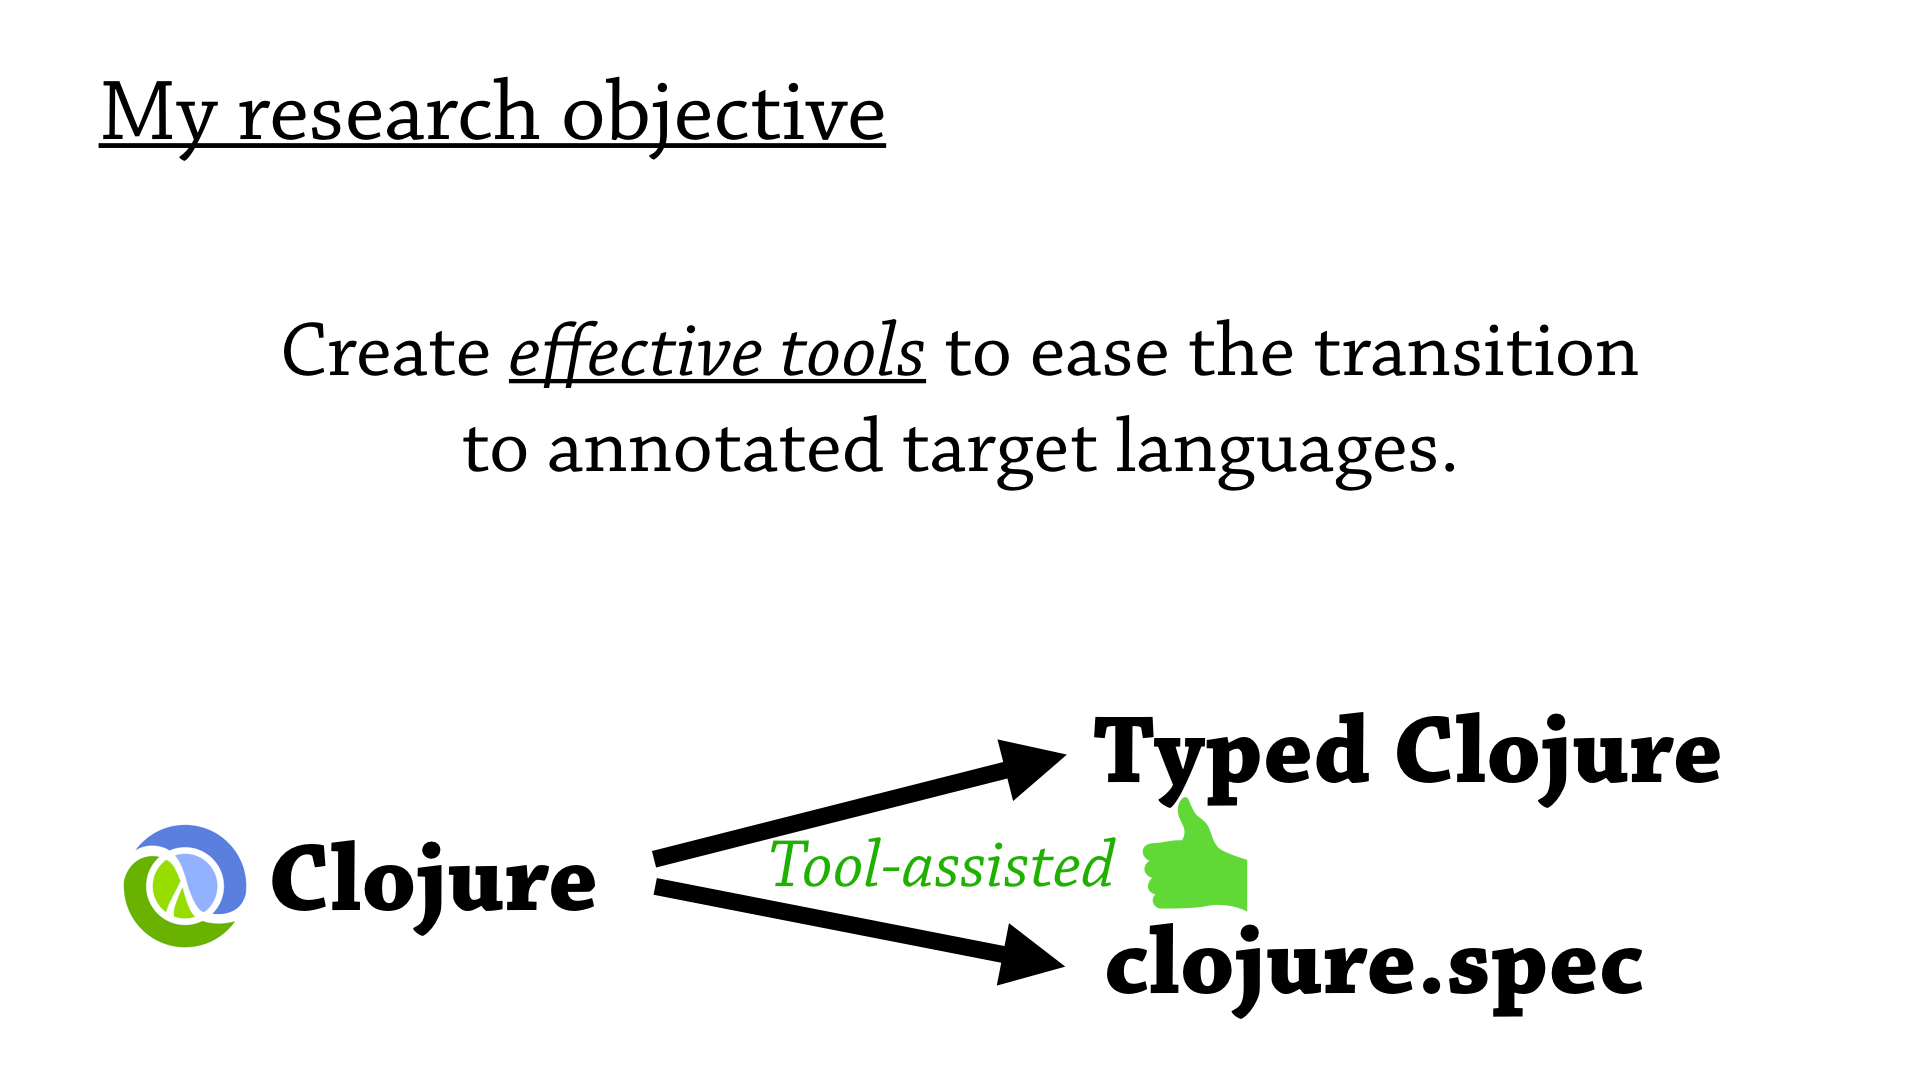 My research objective
Create effective tools to ease the transition
to annotated target languages.
Typed Clojure
Clojure
Tool-assisted
clojure.spec